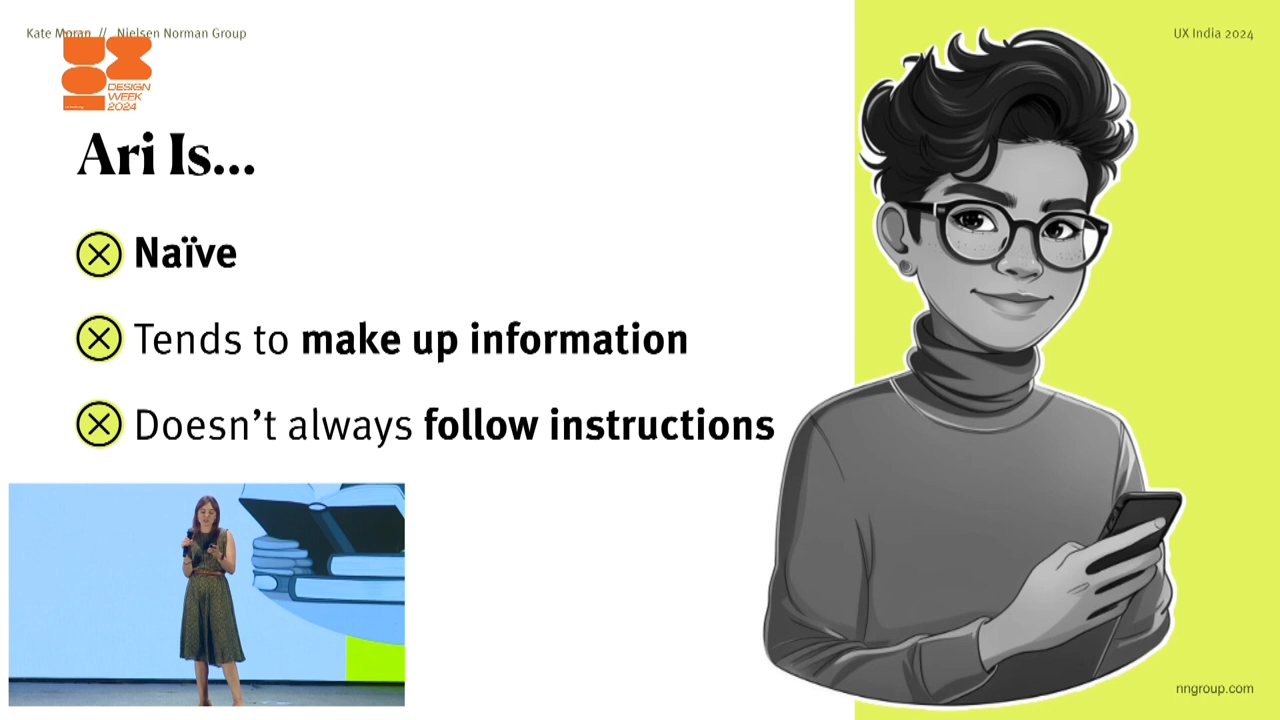 Kate Moran // Nielsen Norman Group
UX India 2024
DESIGN
WEEK
2024
Ari Is...
Naïve
Tends to make up information
Doesn't always follow instructions
nngroup.com